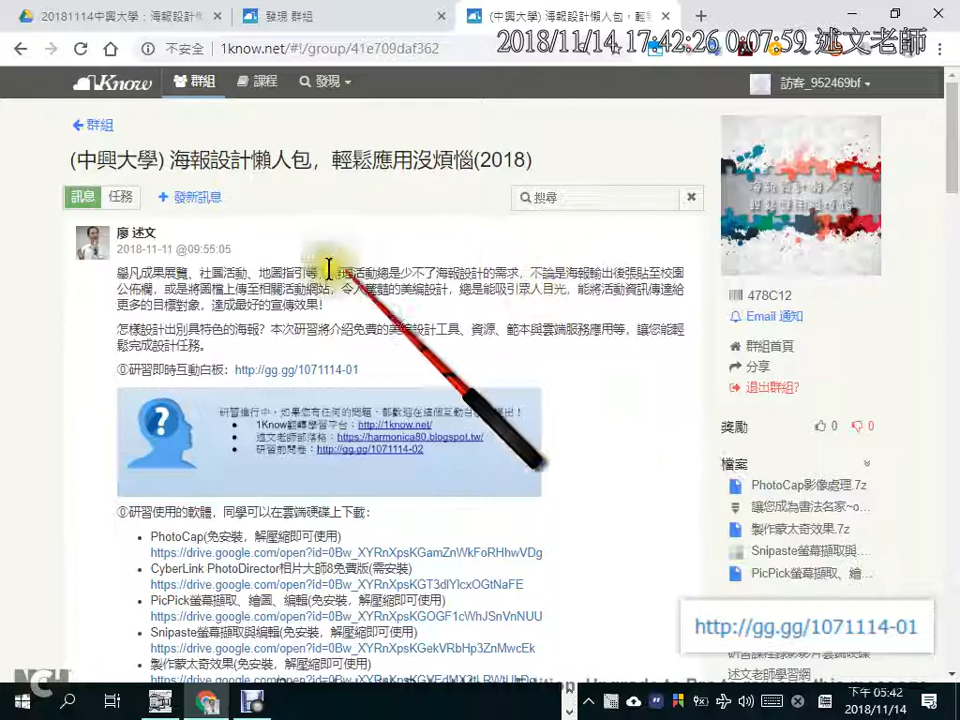 20181114中興大學：海報設計
發現 群組
(中興大學) 海報設計懶人包，輕鬆
不安全
1know.net/#!/group/41e709daf362
2018/11/14 17:42:26 0:07:59 述文老師
1Know
群組
課程
發現
訪客_952469bf
群組
(中興大學) 海報設計懶人包，輕鬆應用沒煩惱(2018)
訊息
任務
發新訊息
搜尋
廖 述文
2018-11-11 @09:55:05
舉凡成果展覽、社團活動、地圖指引等，
活動總是少不了海報設計的需求，不論是海報輸出後張貼至校園
公佈欄，或是將圖檔上傳至相關活動網站，令人驚豔的美編設計，總是能吸引眾人目光，能將活動資訊傳達給
更多的目標對象，達成最好的宣傳效果!
怎樣設計出別具特色的海報？本次研習將介紹免費的美編設計工具、資源、範本與雲端服務應用等，讓您能輕
鬆完成設計任務。
⓪研習即時互動白板：http://gg.gg/1071114-01
研習進行中，如果您有任何的問題、都歡迎在這個互動白
出！
1Know翻轉學習平台：http://1know.net/
述文老師部落格：https://harmonica80.blogspot.tw/
研習前問卷：http://gg.gg/1071114-02
⓪研習使用的軟體，同學可以在雲端硬碟上下載：
PhotoCap(免安裝，解壓縮即可使用)
https://drive.google.com/open?id=0Bw_XYRnXpsKGamZnWkFoRHhwVDg
CyberLink PhotoDirector相片大師8免費版(需安裝)
https://drive.google.com/open?id=0Bw_XYRnXpsKGT3dlYlcxOGtNaFE
PicPick螢幕擷取、繪圖、編輯(免安裝，解壓縮即可使用)
https://drive.google.com/open?id=0Bw_XYRnXpsKGOGF1cWhJSnVnNUU
Snipaste螢幕擷取與編輯(免安裝，解壓縮即可使用)
https://drive.google.com/open?id=0Bw_XYRnXpsKGekVRbHp3ZnMwcEk
製作蒙太奇效果(免安裝，解壓縮即可使用)
478C12
Email 通知
群組首頁
分享
退出群組?
獎勵
0
0
檔案
PhotoCap影像處理.7z
讓您成為書法名家~o...
製作蒙太奇效果.7z
Snipaste螢幕擷取與...
PicPick螢幕擷取、繪...
http://gg.gg/1071114-01
述文老師學習網
NCH
下午 05:42
2018/11/14